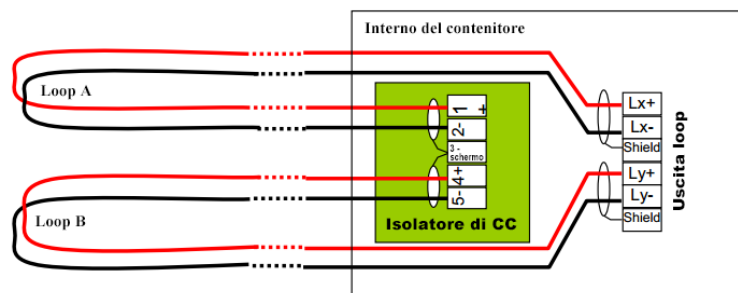 Interno del contenitore
Loop A
1 +
2-
3 -
schermo
4+
5-
Isolatore di CC
Loop B
Lx+
Lx-
Shield
Ly+
Ly-
Shield
Uscita loop